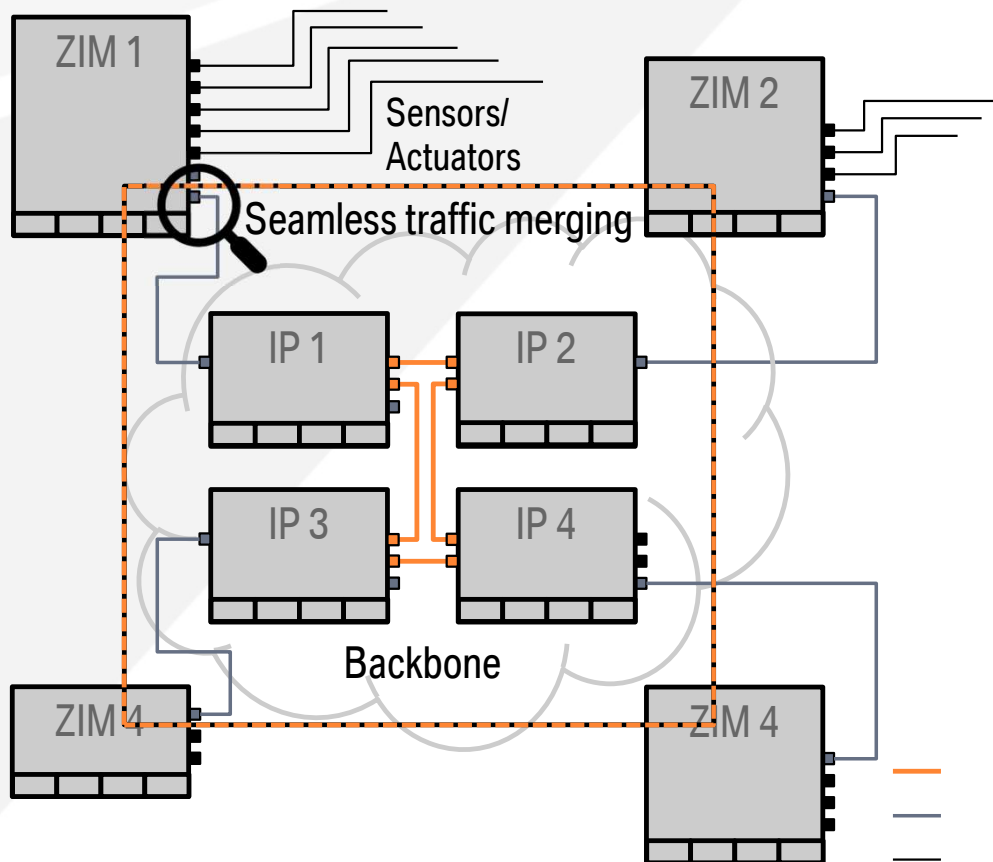 ZIM 1
ZIM 2
Sensors/
Actuators
Seamless traffic merging
IP 1
IP 2
IP 3
IP 4
Backbone
ZIM 4
ZIM 4